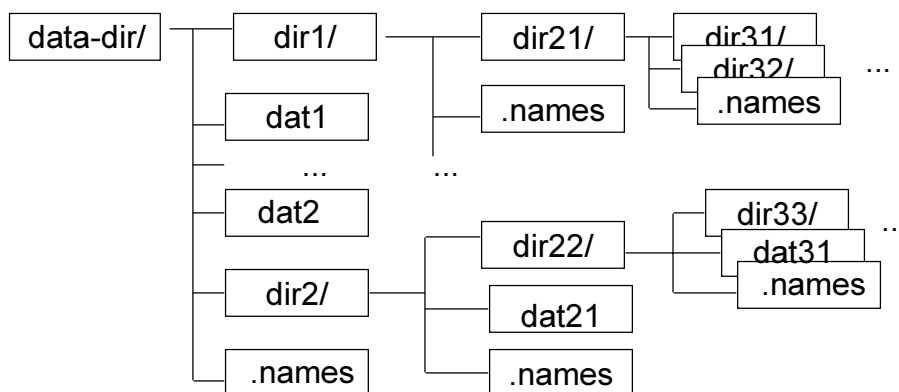 data-dir/
dir1/
dir21/
dir31/
dir32/
.names
...
dat1
.names
...
...
dat2
dir2/
dir22/
dir33/
dat31
.names
..
dat21
.names
.names